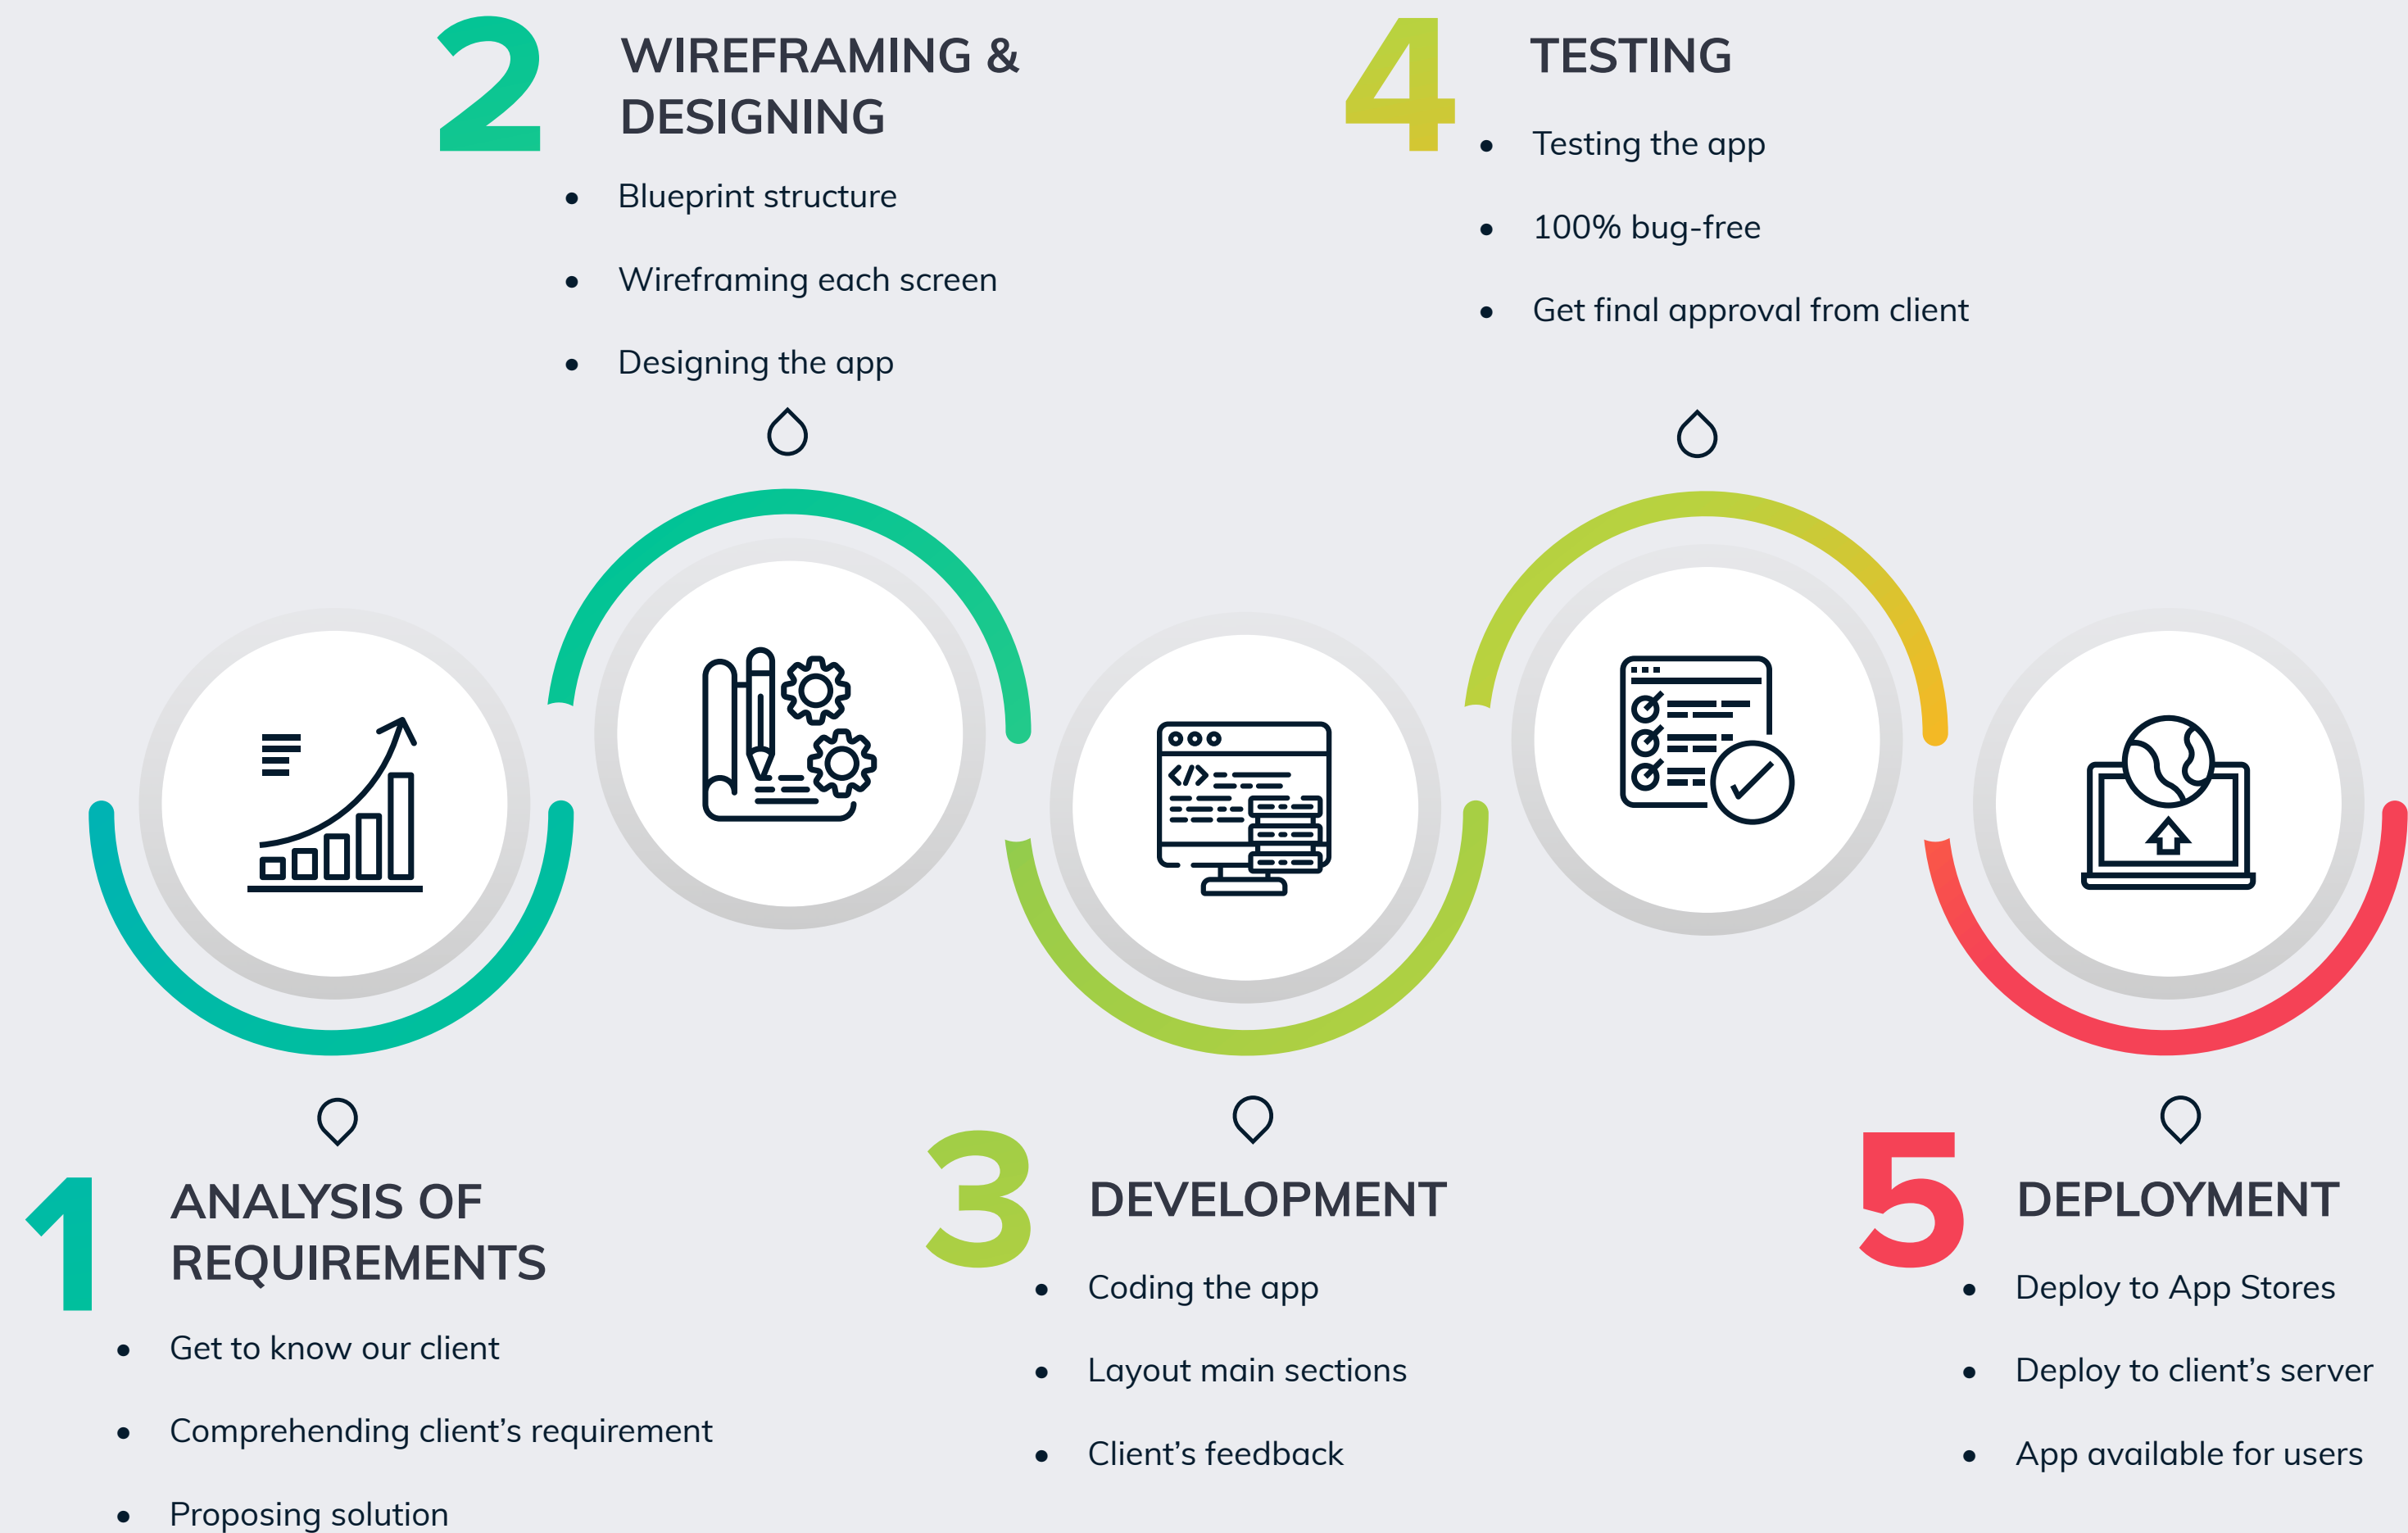 1
ANALYSIS OF
REQUIREMENTS
• Get to know our client
• Comprehending client’s requirement
• Proposing solution
2
WIREFRAMING &
DESIGNING
• Blueprint structure
• Wireframing each screen
• Designing the app
3
DEVELOPMENT
• Coding the app
• Layout main sections
• Client’s feedback
4
TESTING
• Testing the app
• 100% bug-free
• Get final approval from client
5
DEPLOYMENT
• Deploy to App Stores
• Deploy to client’s server
• App available for users